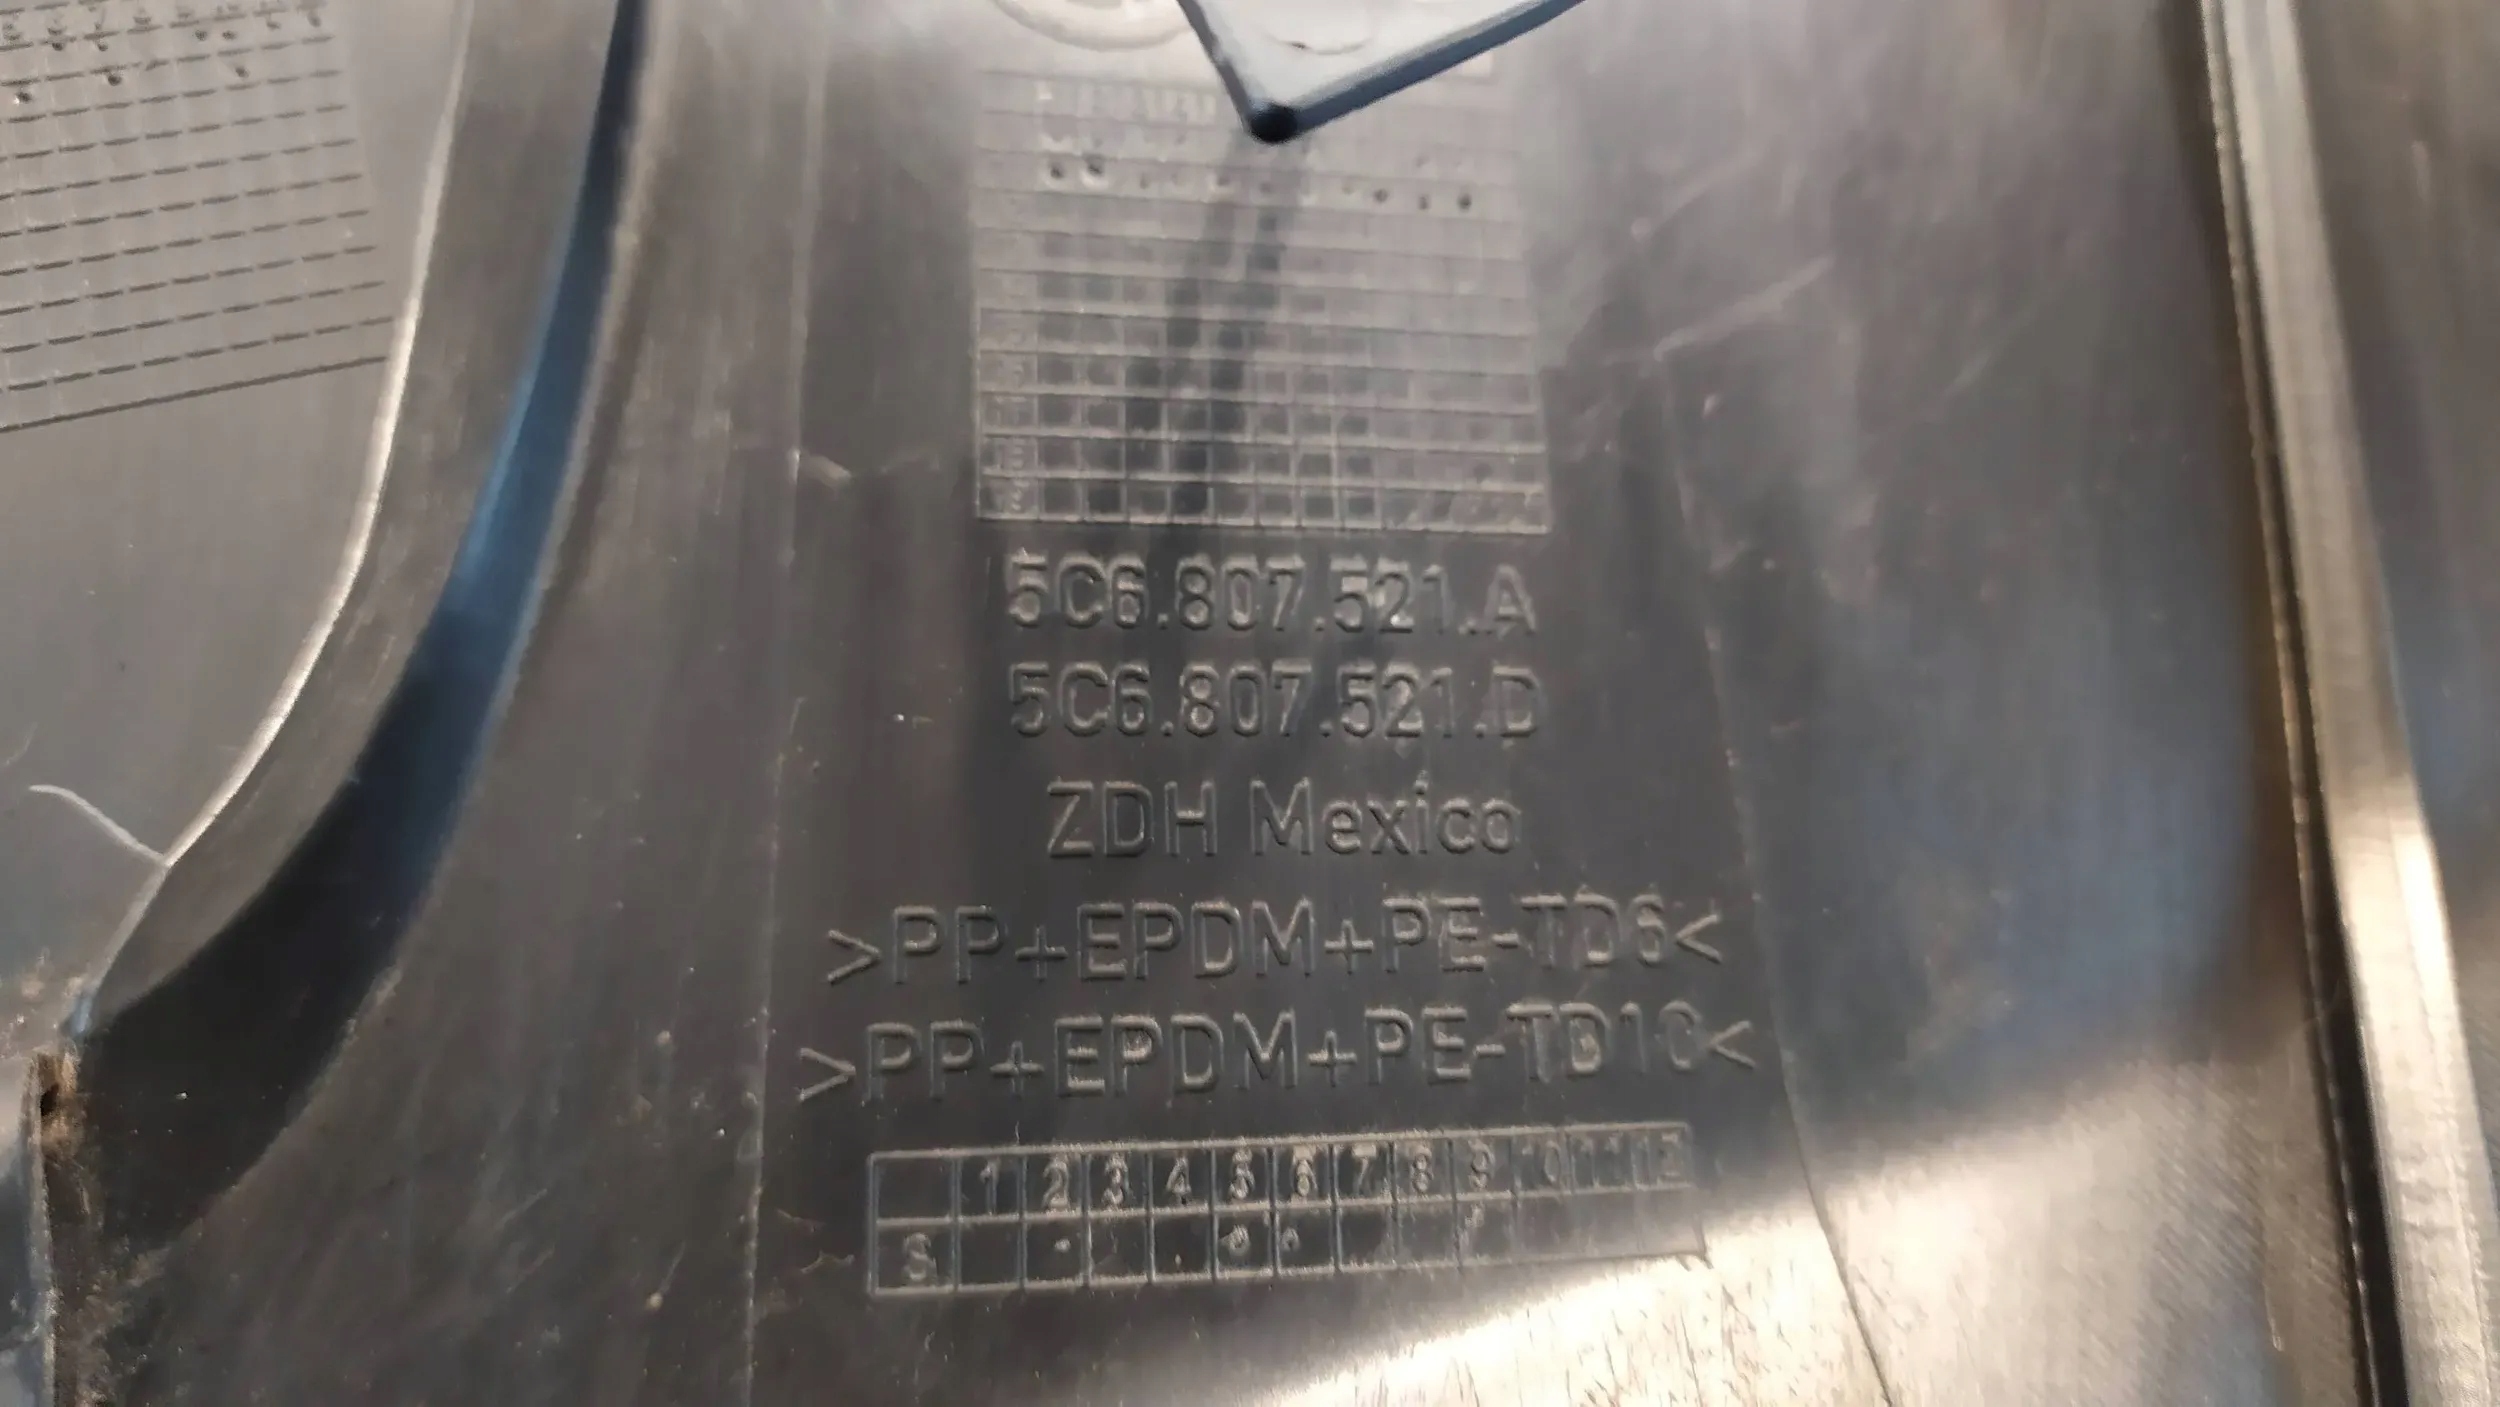 5C6.807.521..A
5C6.807.521.D
ZDH Mexico
>PP+EPDM+PE-TD6<
>PP+EPDM+PE-TD10<
1 2 3 4 5 6 7 8 9 10 11 12
S